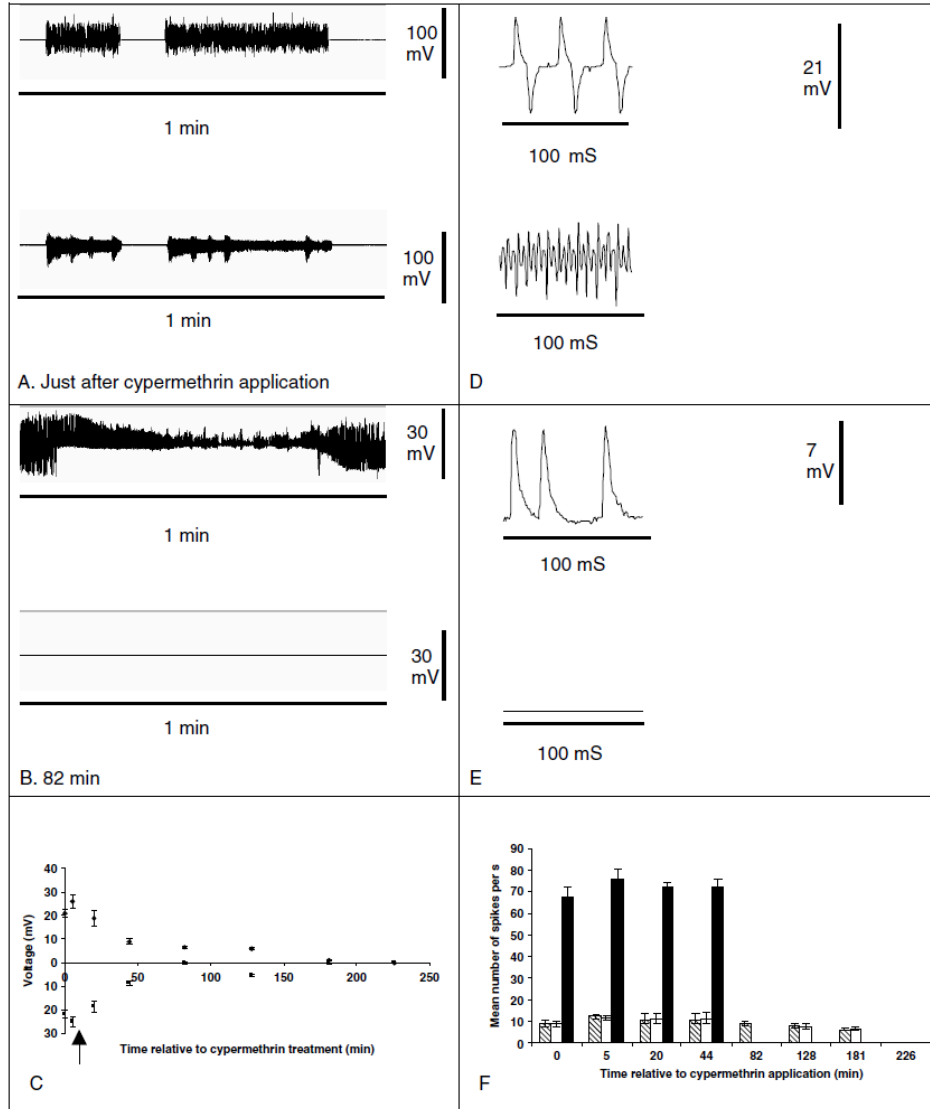 100
mV
1 min
100
mV
1 min
A. Just after cypermethrin application
21
mV
100 mS
100 mS
D
30
mV
1 min
30
mV
1 min
B. 82 min
7
mV
100 mS
100 mS
E
40
30
20
10
0
10
20
30
0 50 100 150 200 250
Voltage (mV)
Time relative to cypermethrin treatment (min)
C
90
80
70
60
50
40
30
20
10
0
Mean number of spikes per s
0 5 20 44 82 128 181 226
Time relative to cypermethrin application (min)
F